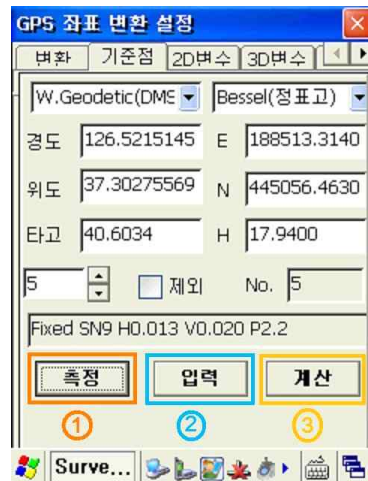 GPS 좌표 변환 설정
변환 기준점 2D변수 3D변수
W.Geodetic(DMS Bessel(정표고)
경도 126.5215145 E 188513.3140
위도 37.30275569 N 445056.4630
타고 40.6034 H 17.9400
5 제외 No. 5
Fixed SN9 H0.013 V0.020 P2.2
측정 입력 계산
① ② ③
Surve...